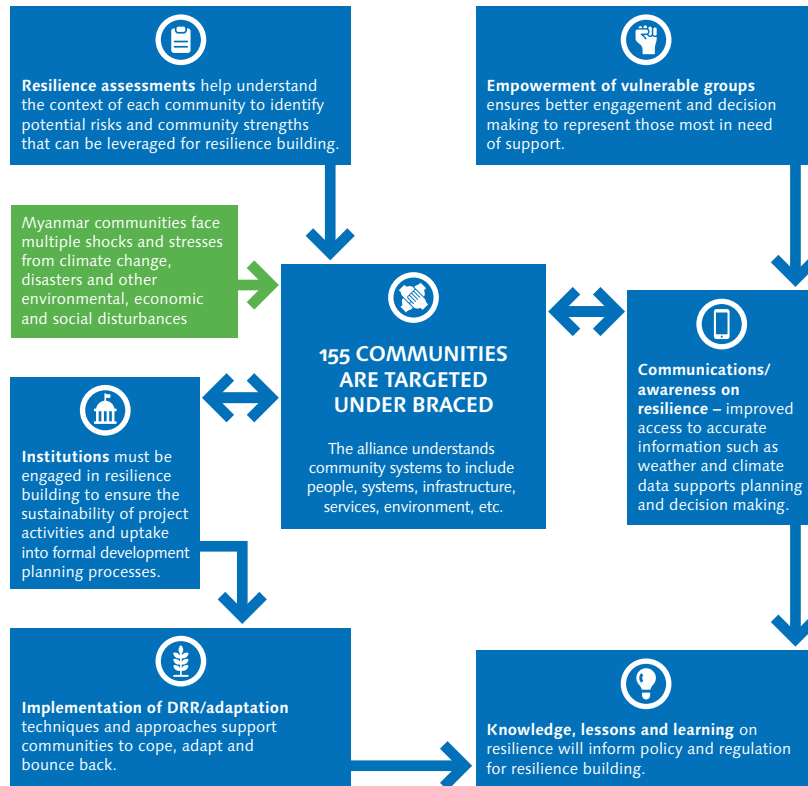 Resilience assessments help understand
the context of each community to identify
potential risks and community strengths
that can be leveraged for resilience building.
Empowerment of vulnerable groups
ensures better engagement and decision
making to represent those most in need
of support.
Myanmar communities face
multiple shocks and stresses
from climate change,
disasters and other
environmental, economic
and social disturbances
155 COMMUNITIES
ARE TARGETED
UNDER BRACED
The alliance understands
community systems to include
people, systems, infrastructure,
services, environment, etc.
Communications/
awareness on
resilience – improved
access to accurate
information such as
weather and climate
data supports planning
and decision making.
Institutions must be
engaged in resilience
building to ensure the
sustainability of project
activities and uptake
into formal development
planning processes.
Implementation of DRR/adaptation
techniques and approaches support
communities to cope, adapt and
bounce back.
Knowledge, lessons and learning on
resilience will inform policy and regulation
for resilience building.